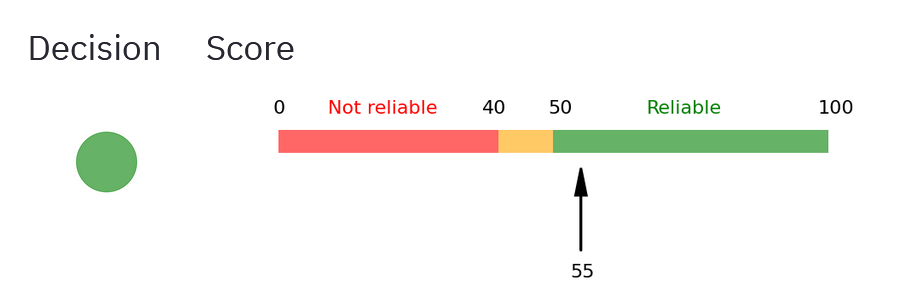 Decision Score
0 Not reliable 40 50 Reliable 100
55